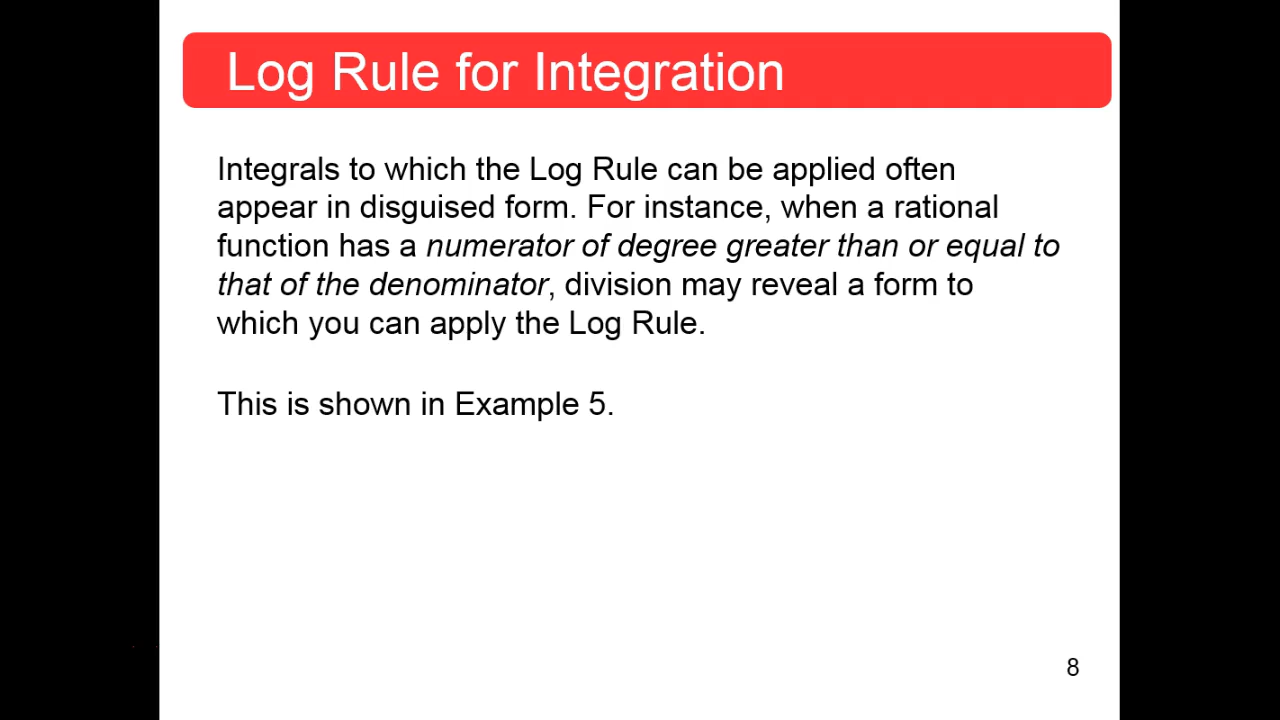 Log Rule for Integration
Integrals to which the Log Rule can be applied often
appear in disguised form. For instance, when a rational
function has a numerator of degree greater than or equal to
that of the denominator, division may reveal a form to
which you can apply the Log Rule.
This is shown in Example 5.
8